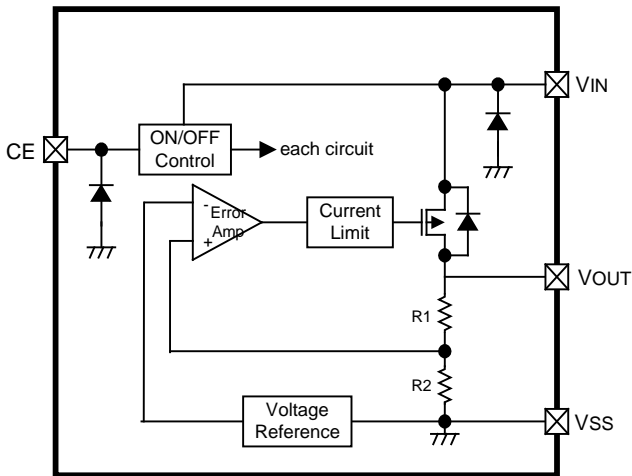 VIN
CE
ON/OFF
Control
each circuit
- Error
+ Amp
Current
Limit
VOUT
R1
R2
Voltage
Reference
VSS